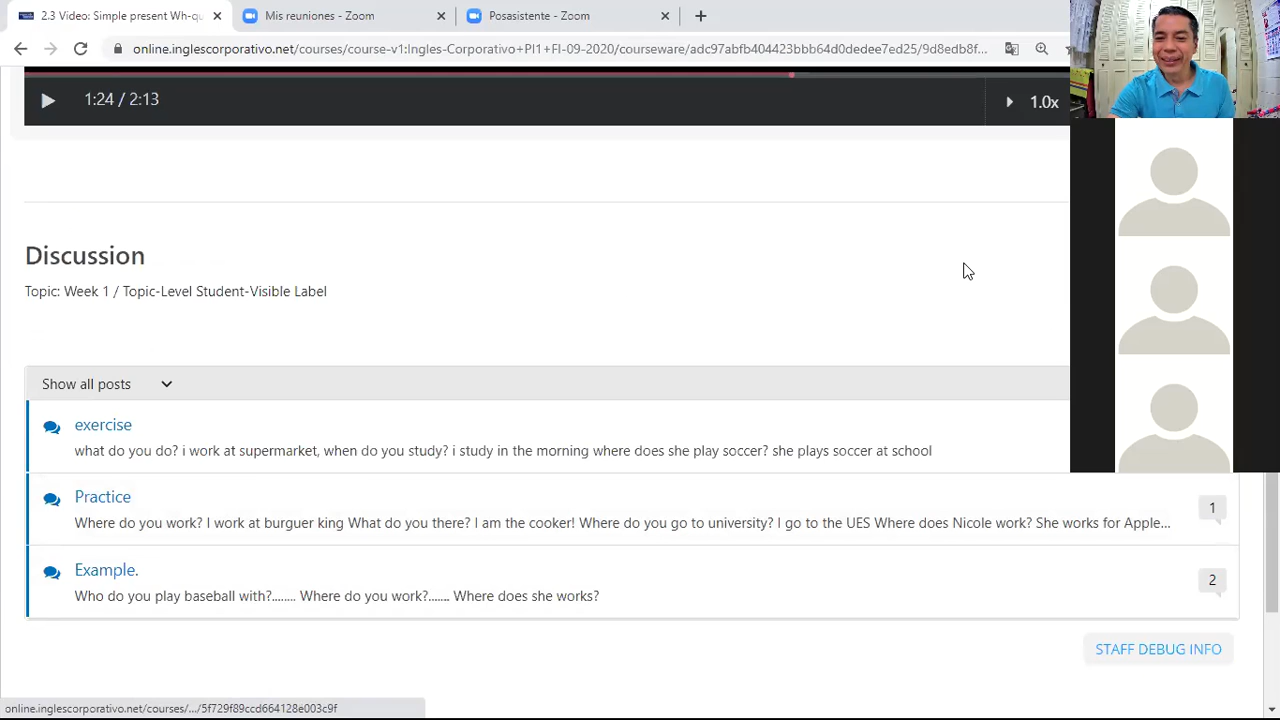 2.3 Video: Simple present Wh-qu
Mis reuniones - Zoom
Posasistente - Zoom
online.inglescorporativo.net/courses/course-v1:Ingles-Corporativo+PI1+FI-09-2020/courseware/adc97abfb404423bbb64d0dedee7ed25/9d8edb8f...
1:24 / 2:13
1.0x
Discussion
Topic: Week 1 / Topic-Level Student-Visible Label
Show all posts
exercise
what do you do? i work at supermarket, when do you study? i study in the morning where does she play soccer? she plays soccer at school
Practice
1
Where do you work? I work at burguer king What do you there? I am the cooker! Where do you go to university? I go to the UES Where does Nicole work? She works for Apple...
Example.
2
Who do you play baseball with?........ Where do you work?....... Where does she works?
STAFF DEBUG INFO
online.inglescorporativo.net/courses/.../5f729f89ccd664128e003c9f